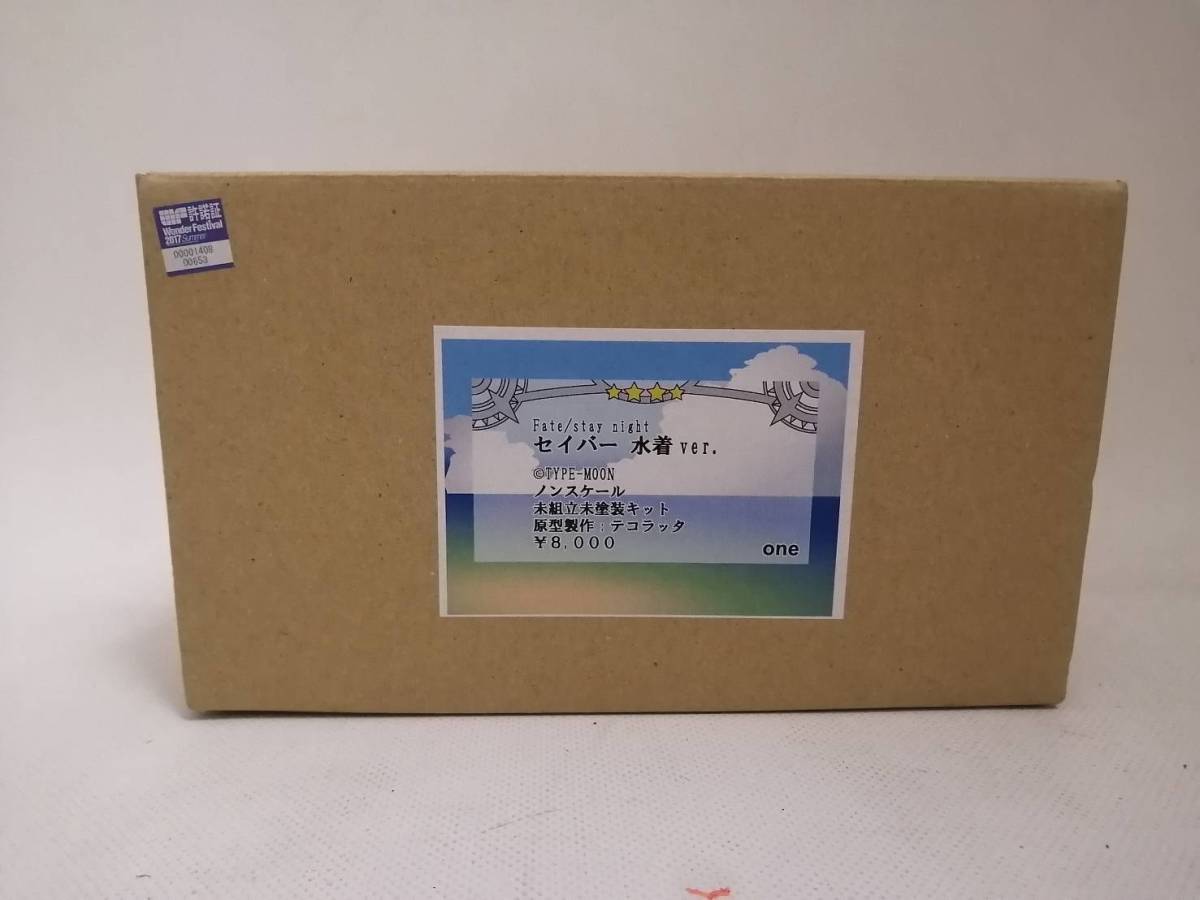 WF許諾証
Wonder Festival
2017 Summer
00001408
00653
Fate/stay night
セイバー 水着 ver.
©TYPE-MOON
ノンスケール
未組立未塗装キット
原型製作：テコラッタ
￥8,000
one